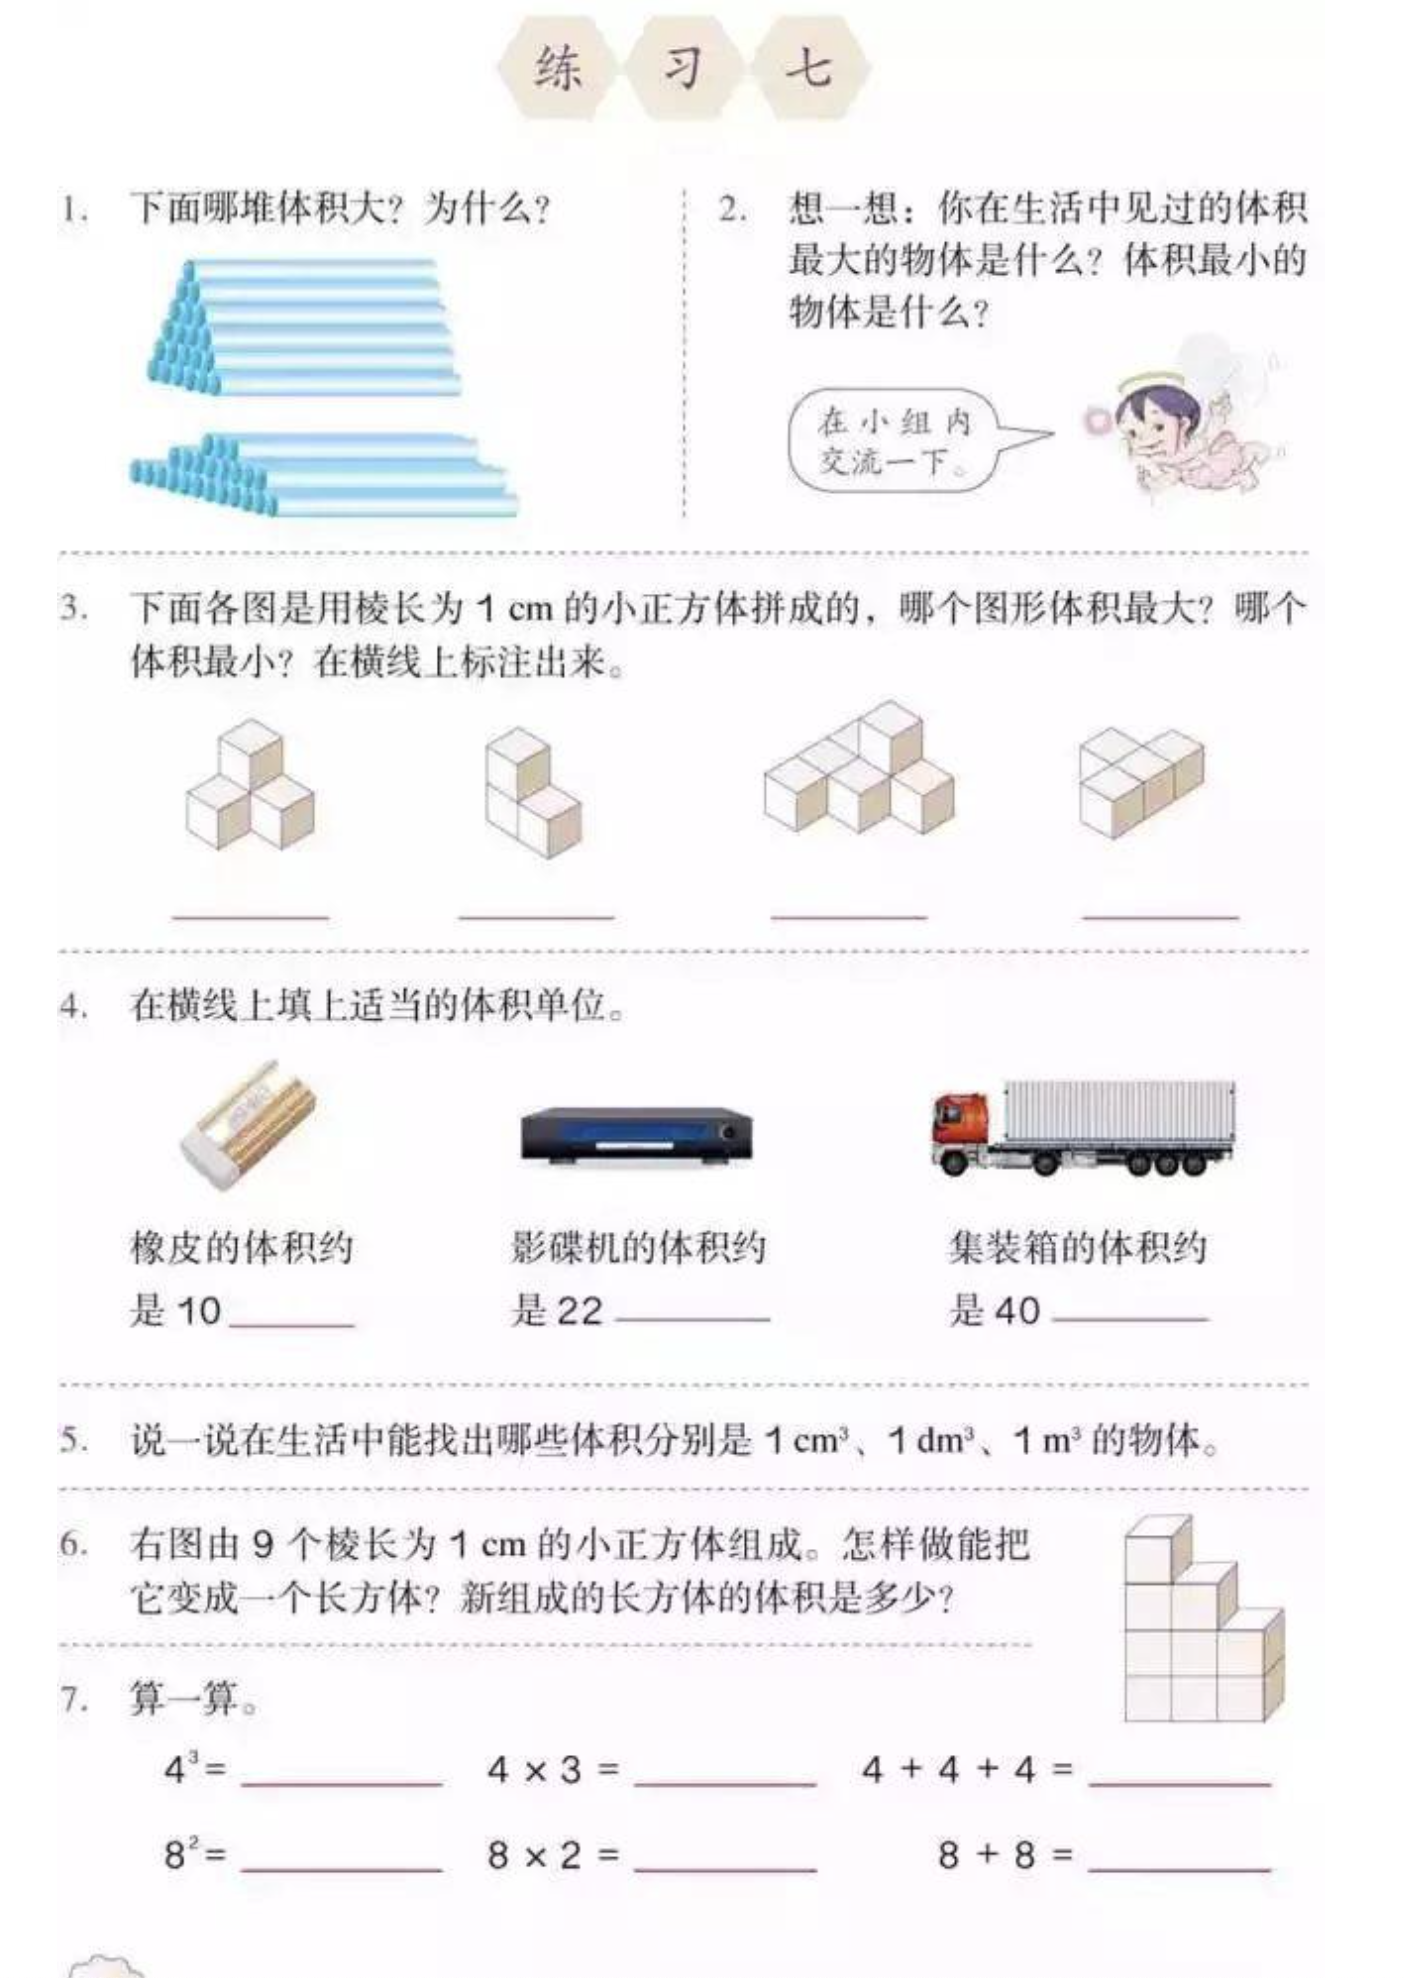 练习七
1. 下面哪堆体积大？为什么？
2. 想一想：你在生活中见过的体积
最大的物体是什么？体积最小的
物体是什么？
在小组内
交流一下。
3. 下面各图是用棱长为 1 cm 的小正方体拼成的，哪个图形体积最大？哪个
体积最小？在横线上标注出来。
4. 在横线上填上适当的体积单位。
橡皮的体积约
是 10
影碟机的体积约
是 22
集装箱的体积约
是 40
5. 说一说在生活中能找出哪些体积分别是 1 cm³、1 dm³、1 m³ 的物体。
6. 右图由 9 个棱长为 1 cm 的小正方体组成。怎样做能把
它变成一个长方体？新组成的长方体的体积是多少？
7. 算一算。
4³ =
4 × 3 =
4 + 4 + 4 =
8² =
8 × 2 =
8 + 8 =